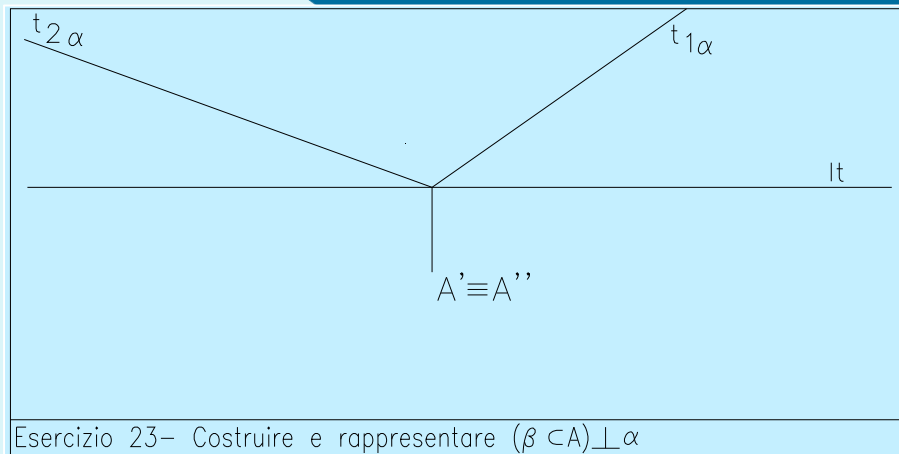 t2α
t1α
lt
A'≡A''
Esercizio 23- Costruire e rappresentare (β ⊂A)⊥α